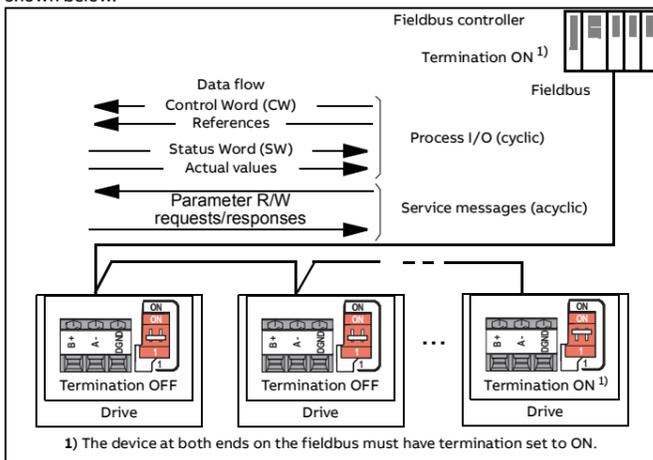 Fieldbus controller
Termination ON 1)
Fieldbus
Data flow
Control Word (CW)
References
Status Word (SW)
Actual values
Process I/O (cyclic)
Parameter R/W
requests/responses
Service messages (acyclic)
B+ A- DGND ON ON 1 1
Termination OFF
Drive
B+ A- DGND ON ON 1 1
Termination OFF
Drive
...
B+ A- DGND ON ON 1 1
Termination ON 1)
Drive
1) The device at both ends on the fieldbus must have termination set to ON.